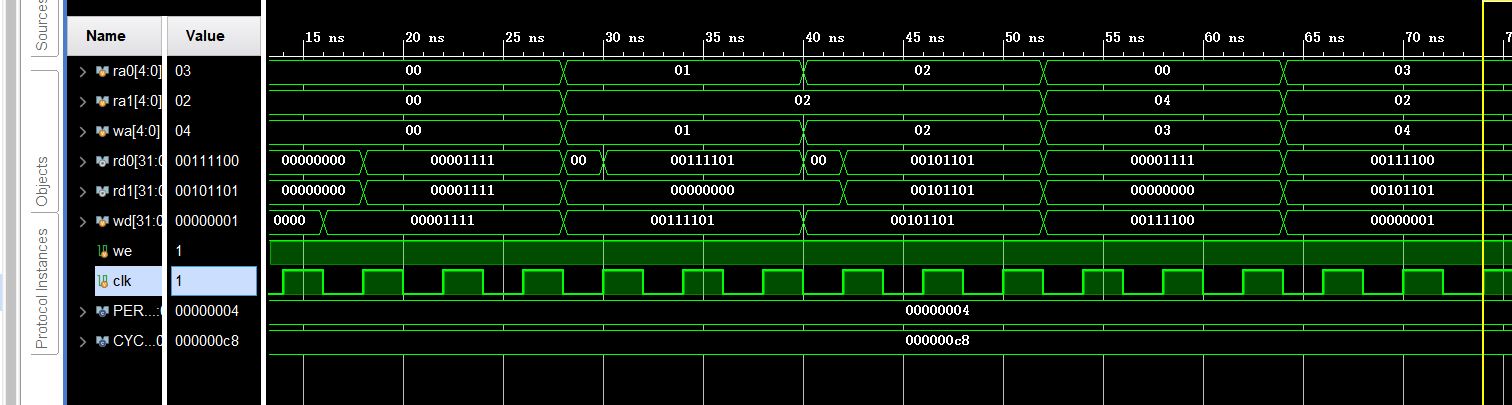 Sources
Objects
Protocol Instances
Name Value
15 ns 20 ns 25 ns 30 ns 35 ns 40 ns 45 ns 50 ns 55 ns 60 ns 65 ns 70 ns 7
ra0[4:0] 03 00 01 02 00 03
ra1[4:0] 02 00 02 04 02
wa[4:0] 04 00 01 02 03 04
rd0[31:0 00111100 00000000 00001111 00 00111101 00 00101101 00001111 00111100
rd1[31:0 00101101 00000000 00001111 00000000 00101101 00000000 00101101
wd[31:0 00000001 0000 00001111 00111101 00101101 00111100 00000001
we 1
clk 1
PER...:0 00000004 00000004
CYC...0 000000c8 000000c8